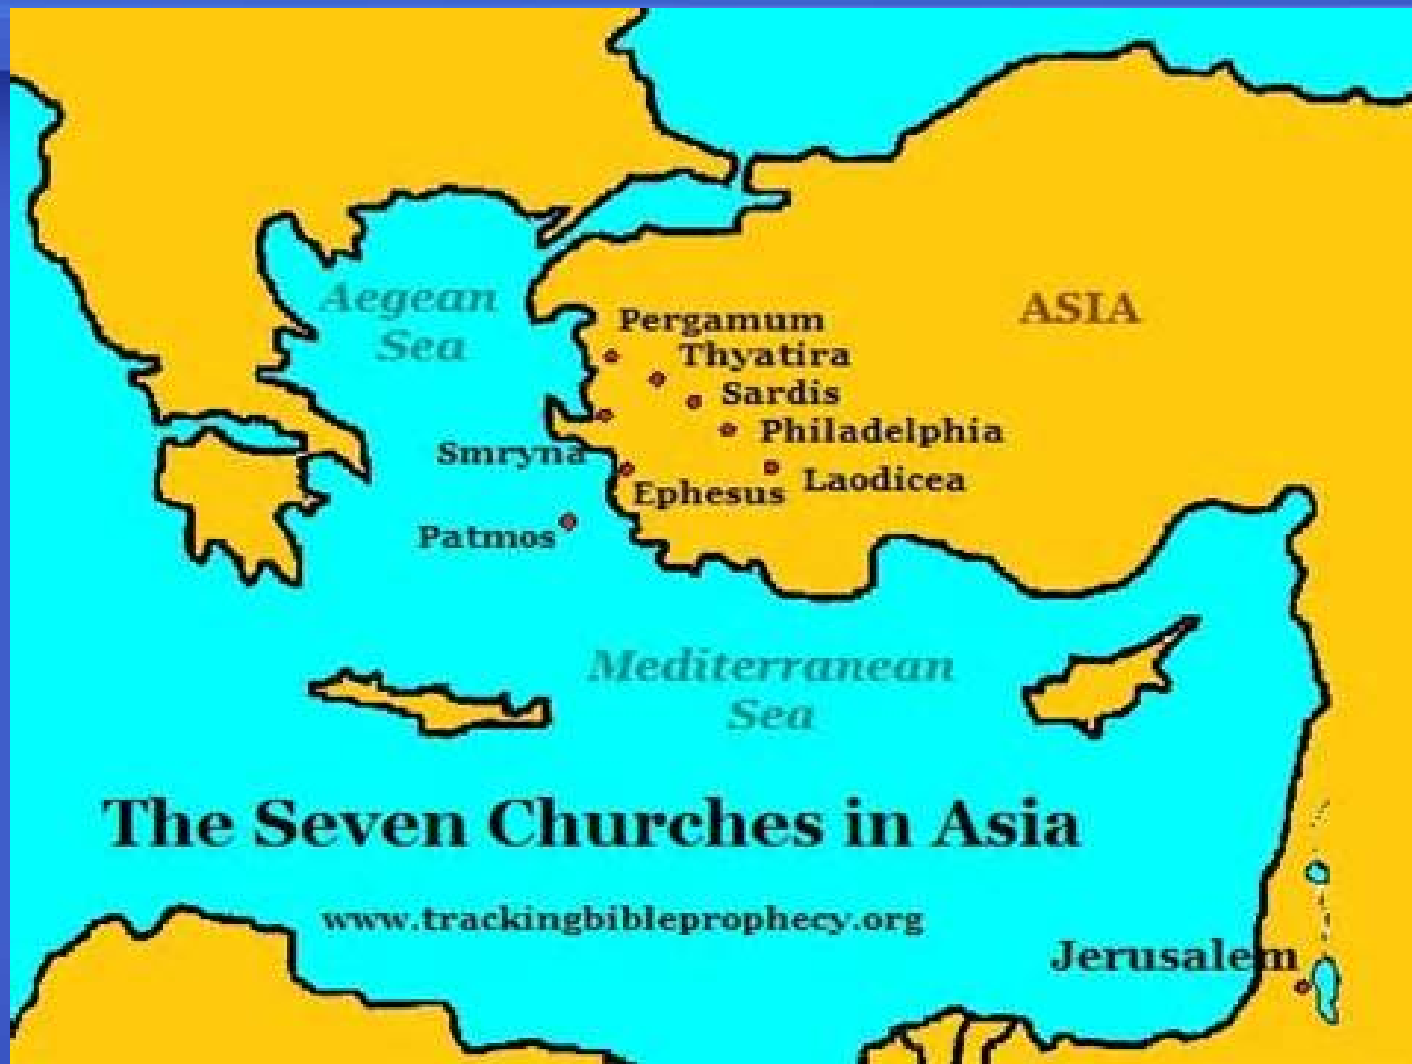 Aegean
Sea
ASIA
Pergamum
Thyatira
Sardis
Philadelphia
Smryna
Laodicea
Ephesus
Patmos
Mediterranean
Sea
The Seven Churches in Asia
www.trackingbibleprophecy.org
Jerusalem